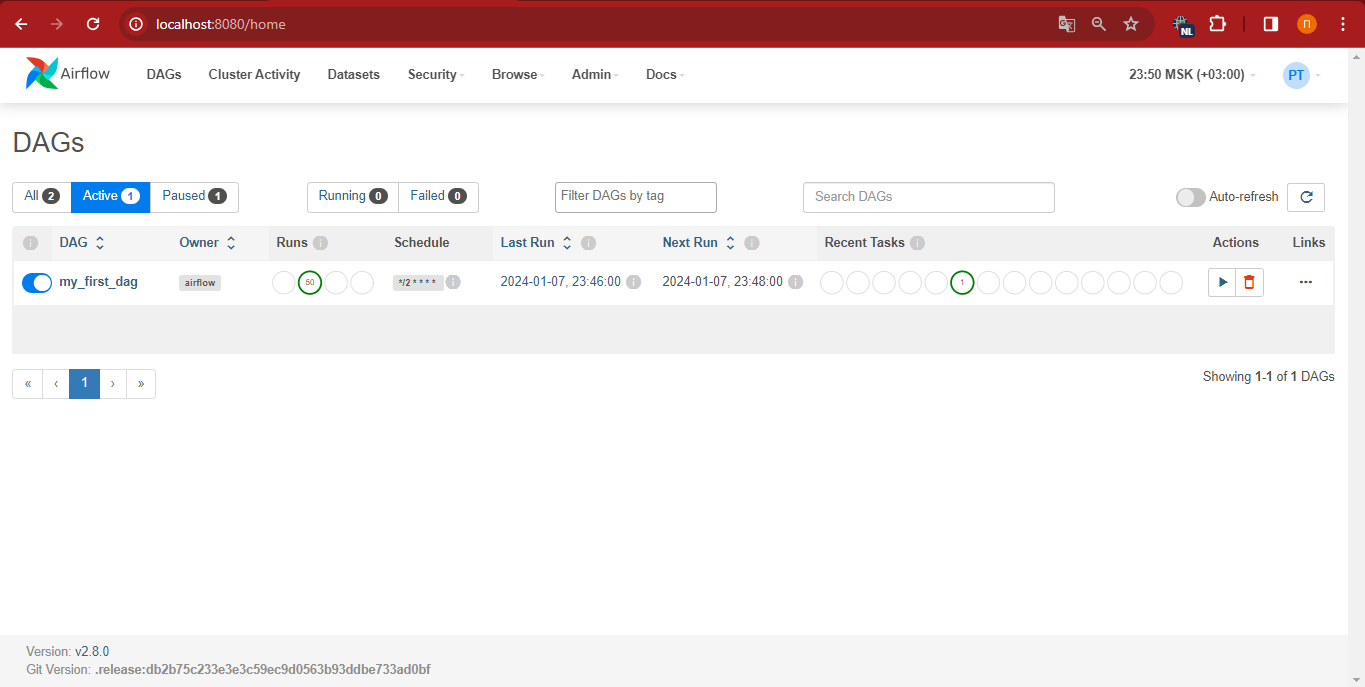 localhost:8080/home
NL
П
Airflow DAGs Cluster Activity Datasets Security Browse Admin Docs 23:50 MSK (+03:00) PT
DAGs
All 2 Active 1 Paused 1 Running 0 Failed 0 Filter DAGs by tag Search DAGs Auto-refresh
DAG Owner Runs Schedule Last Run Next Run Recent Tasks Actions Links
my_first_dag airflow 50 */2 * * * * 2024-01-07, 23:46:00 2024-01-07, 23:48:00 1
« ‹ 1 › » Showing 1-1 of 1 DAGs
Version: v2.8.0
Git Version: .release:db2b75c233e3e3c59ec9d0563b93ddbe733ad0bf